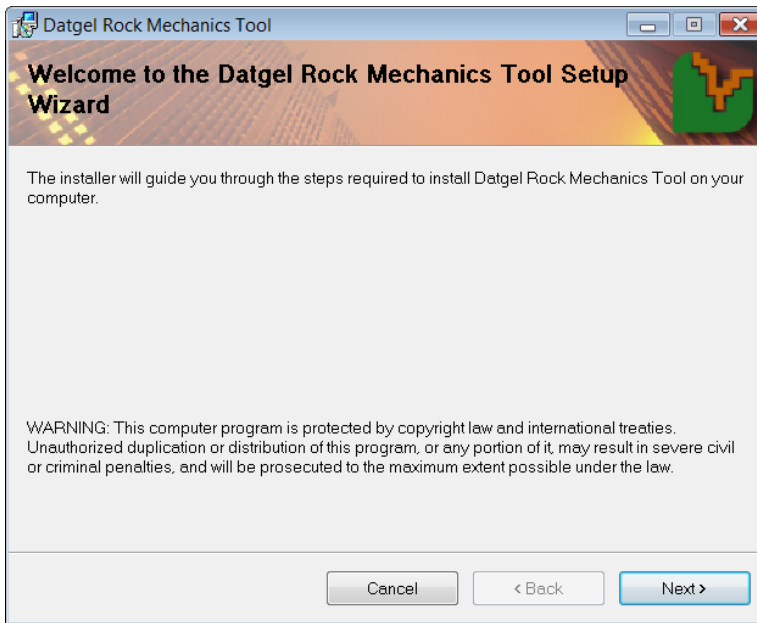 Datgel Rock Mechanics Tool
Welcome to the Datgel Rock Mechanics Tool Setup
Wizard
The installer will guide you through the steps required to install Datgel Rock Mechanics Tool on your
computer.
WARNING: This computer program is protected by copyright law and international treaties.
Unauthorized duplication or distribution of this program, or any portion of it, may result in severe civil
or criminal penalties, and will be prosecuted to the maximum extent possible under the law.
Cancel
< Back
Next >